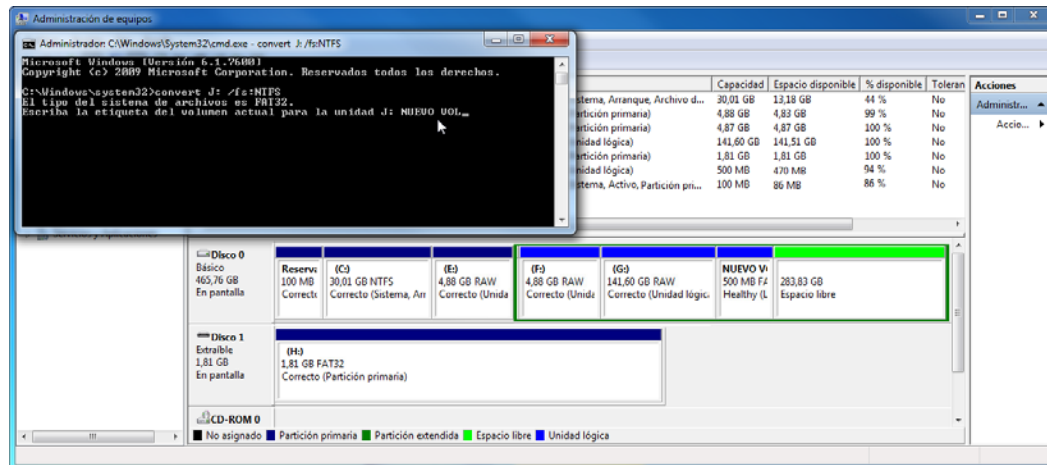 Administración de equipos
Administrador: C:\Windows\System32\cmd.exe - convert J: /fs:NTFS
Microsoft Windows [Versión 6.1.7600]
Copyright (c) 2009 Microsoft Corporation. Reservados todos los derechos.
C:\Windows\system32>convert J: /fs:NTFS
El tipo del sistema de archivos es FAT32.
Escriba la etiqueta del volumen actual para la unidad J: NUEVO VOL_
Capacidad Espacio disponible % disponible Toleran Acciones
stema, Arranque, Archivo d... 30,01 GB 13,18 GB 44 % No
Administr...
artición primaria) 4,88 GB 4,83 GB 99 % No
artición primaria) 4,87 GB 4,87 GB 100 % No
Accio...
nidad lógica) 141,60 GB 141,51 GB 100 % No
artición primaria) 1,81 GB 1,81 GB 100 % No
nidad lógica) 500 MB 470 MB 94 % No
stema, Activo, Partición pri... 100 MB 86 MB 86 % No
Servicios y Aplicaciones
Disco 0
Básico
465,76 GB
En pantalla
Reserva
100 MB
Correcto
(C:)
30,01 GB NTFS
Correcto (Sistema, Arr
(E:)
4,88 GB RAW
Correcto (Unida
(F:)
4,88 GB RAW
Correcto (Unida
(G:)
141,60 GB RAW
Correcto (Unidad lógic
NUEVO V
500 MB FA
Healthy (L
283,83 GB
Espacio libre
Disco 1
Extraíble
1,81 GB
En pantalla
(H:)
1,81 GB FAT32
Correcto (Partición primaria)
CD-ROM 0
No asignado Partición primaria Partición extendida Espacio libre Unidad lógica